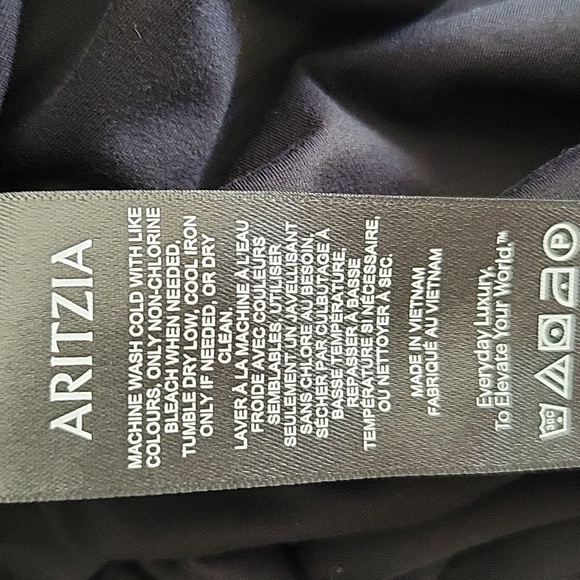 ARITZIA
MACHINE WASH COLD WITH LIKE
COLOURS, ONLY NON-CHLORINE
BLEACH WHEN NEEDED,
TUMBLE DRY LOW, COOL IRON
ONLY IF NEEDED, OR DRY
CLEAN.
LAVER À LA MACHINE À L'EAU
FROIDE AVEC COULEURS
SEMBLABLES, UTILISER
SEULEMENT UN JAVELLISANT
SANS CHLORE AU BESOIN,
SÉCHER PAR CULBUTAGE À
BASSE TEMPÉRATURE,
REPASSER À BASSE
TEMPÉRATURE SI NÉCESSAIRE,
OU NETTOYER À SEC.
MADE IN VIETNAM
FABRIQUÉ AU VIETNAM
Everyday Luxury,
To Elevate Your World.™
30C P